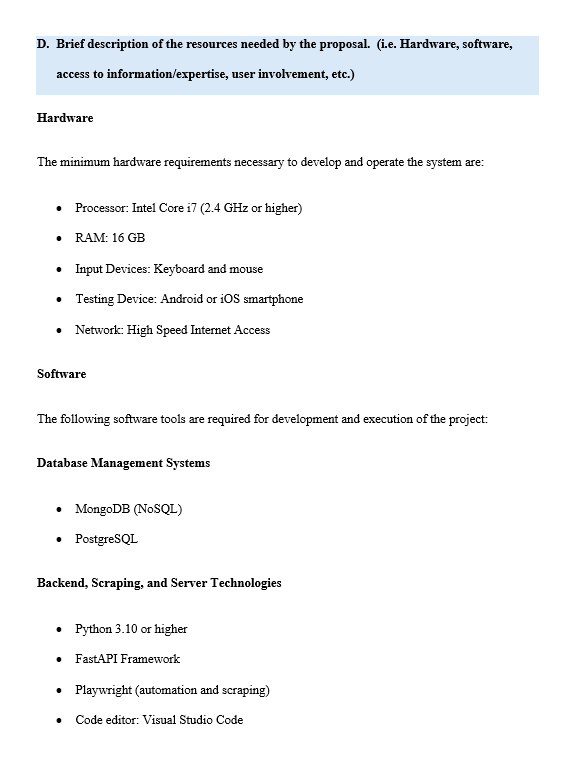 D. Brief description of the resources needed by the proposal. (i.e. Hardware, software,
access to information/expertise, user involvement, etc.)
Hardware
The minimum hardware requirements necessary to develop and operate the system are:
• Processor: Intel Core i7 (2.4 GHz or higher)
• RAM: 16 GB
• Input Devices: Keyboard and mouse
• Testing Device: Android or iOS smartphone
• Network: High Speed Internet Access
Software
The following software tools are required for development and execution of the project:
Database Management Systems
• MongoDB (NoSQL)
• PostgreSQL
Backend, Scraping, and Server Technologies
• Python 3.10 or higher
• FastAPI Framework
• Playwright (automation and scraping)
• Code editor: Visual Studio Code